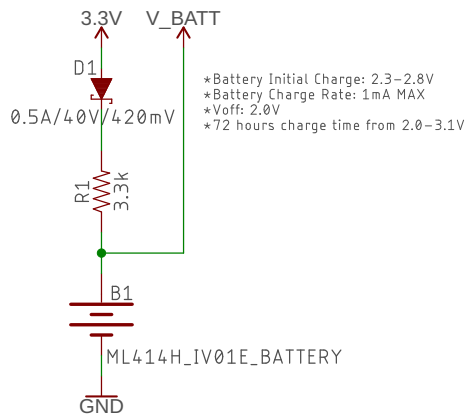 3.3V V_BATT
D1
0.5A/40V/420mV
*Battery Initial Charge: 2.3-2.8V
*Battery Charge Rate: 1mA MAX
*Voff: 2.0V
*72 hours charge time from 2.0-3.1V
R1
3.3k
B1
ML414H_IV01E_BATTERY
GND